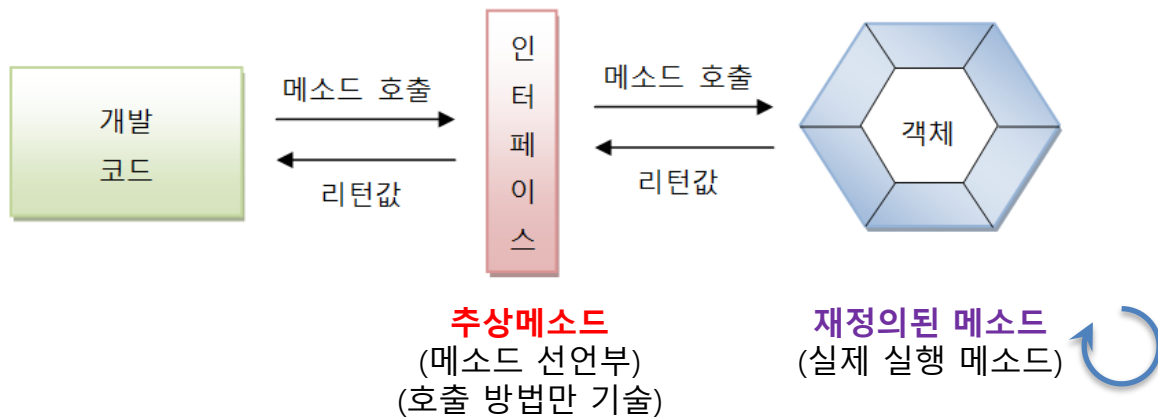 개발
코드
메소드 호출
리턴값
인
터
페
이
스
메소드 호출
리턴값
객체
추상메소드
(메소드 선언부)
(호출 방법만 기술)
재정의된 메소드
(실제 실행 메소드)